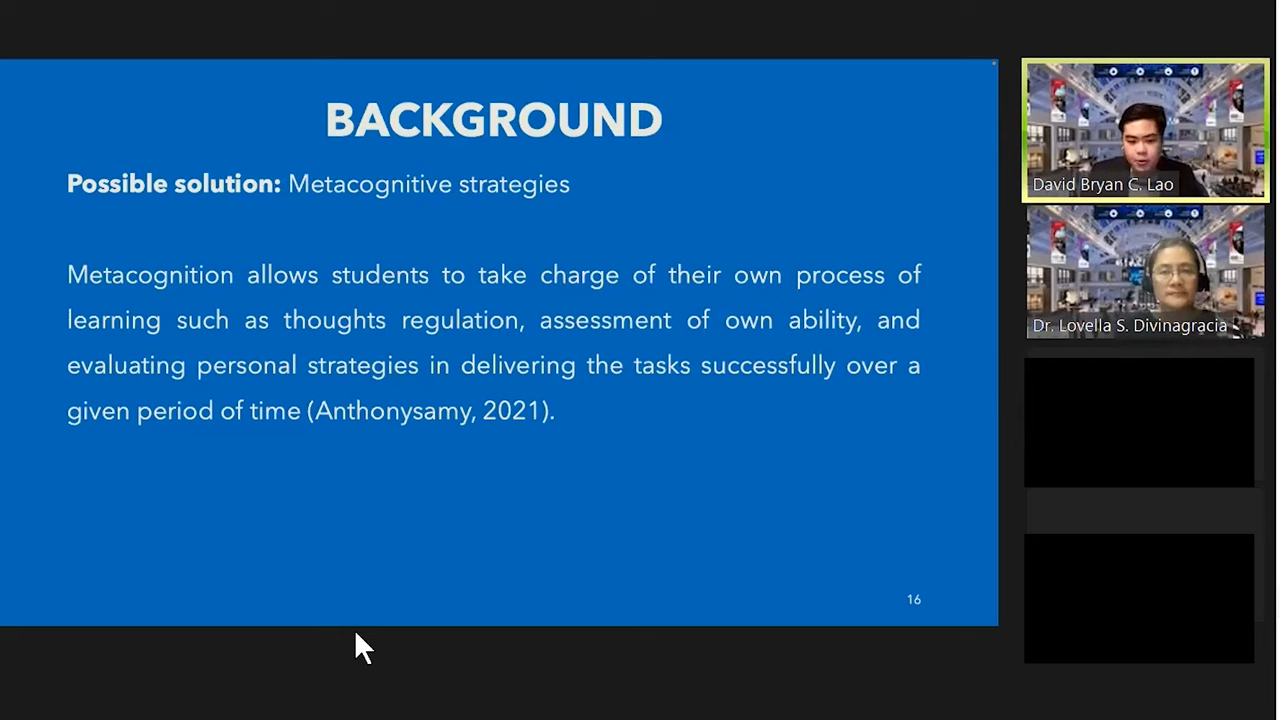 BACKGROUND
Possible solution: Metacognitive strategies
Metacognition allows students to take charge of their own process of
learning such as thoughts regulation, assessment of own ability, and
evaluating personal strategies in delivering the tasks successfully over a
given period of time (Anthonysamy, 2021).
16
David Bryan C. Lao
Dr. Lovella S. Divinagracia